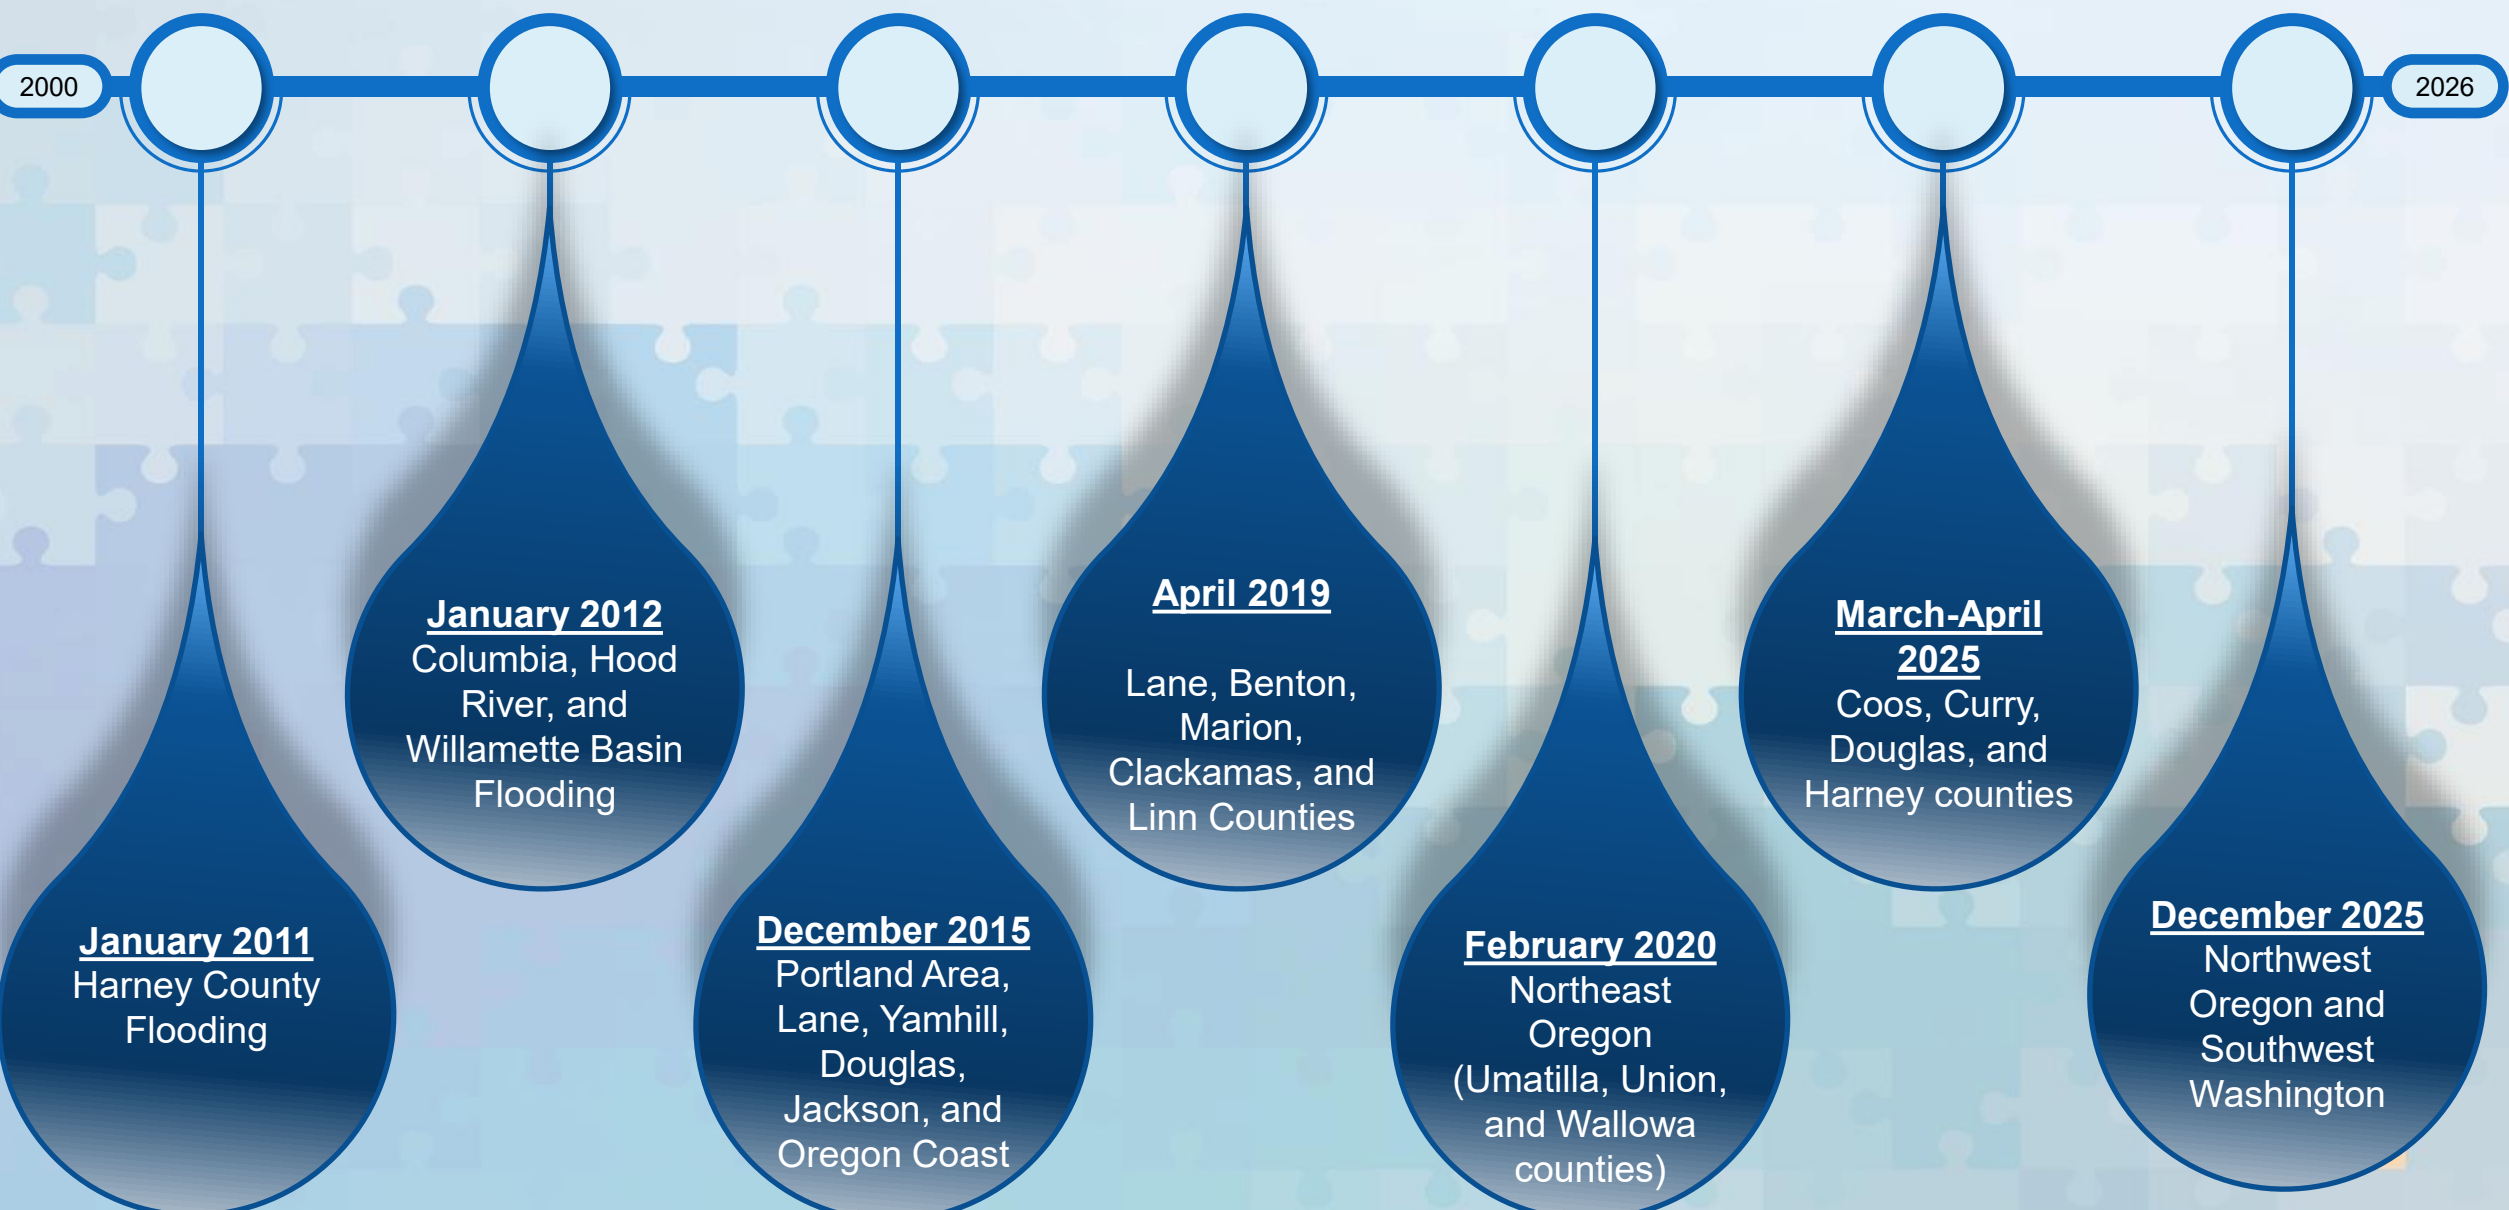 2000
2026
January 2011
Harney County
Flooding
January 2012
Columbia, Hood
River, and
Willamette Basin
Flooding
December 2015
Portland Area,
Lane, Yamhill,
Douglas,
Jackson, and
Oregon Coast
April 2019
Lane, Benton,
Marion,
Clackamas, and
Linn Counties
February 2020
Northeast
Oregon
(Umatilla, Union,
and Wallowa
counties)
March-April
2025
Coos, Curry,
Douglas, and
Harney counties
December 2025
Northwest
Oregon and
Southwest
Washington